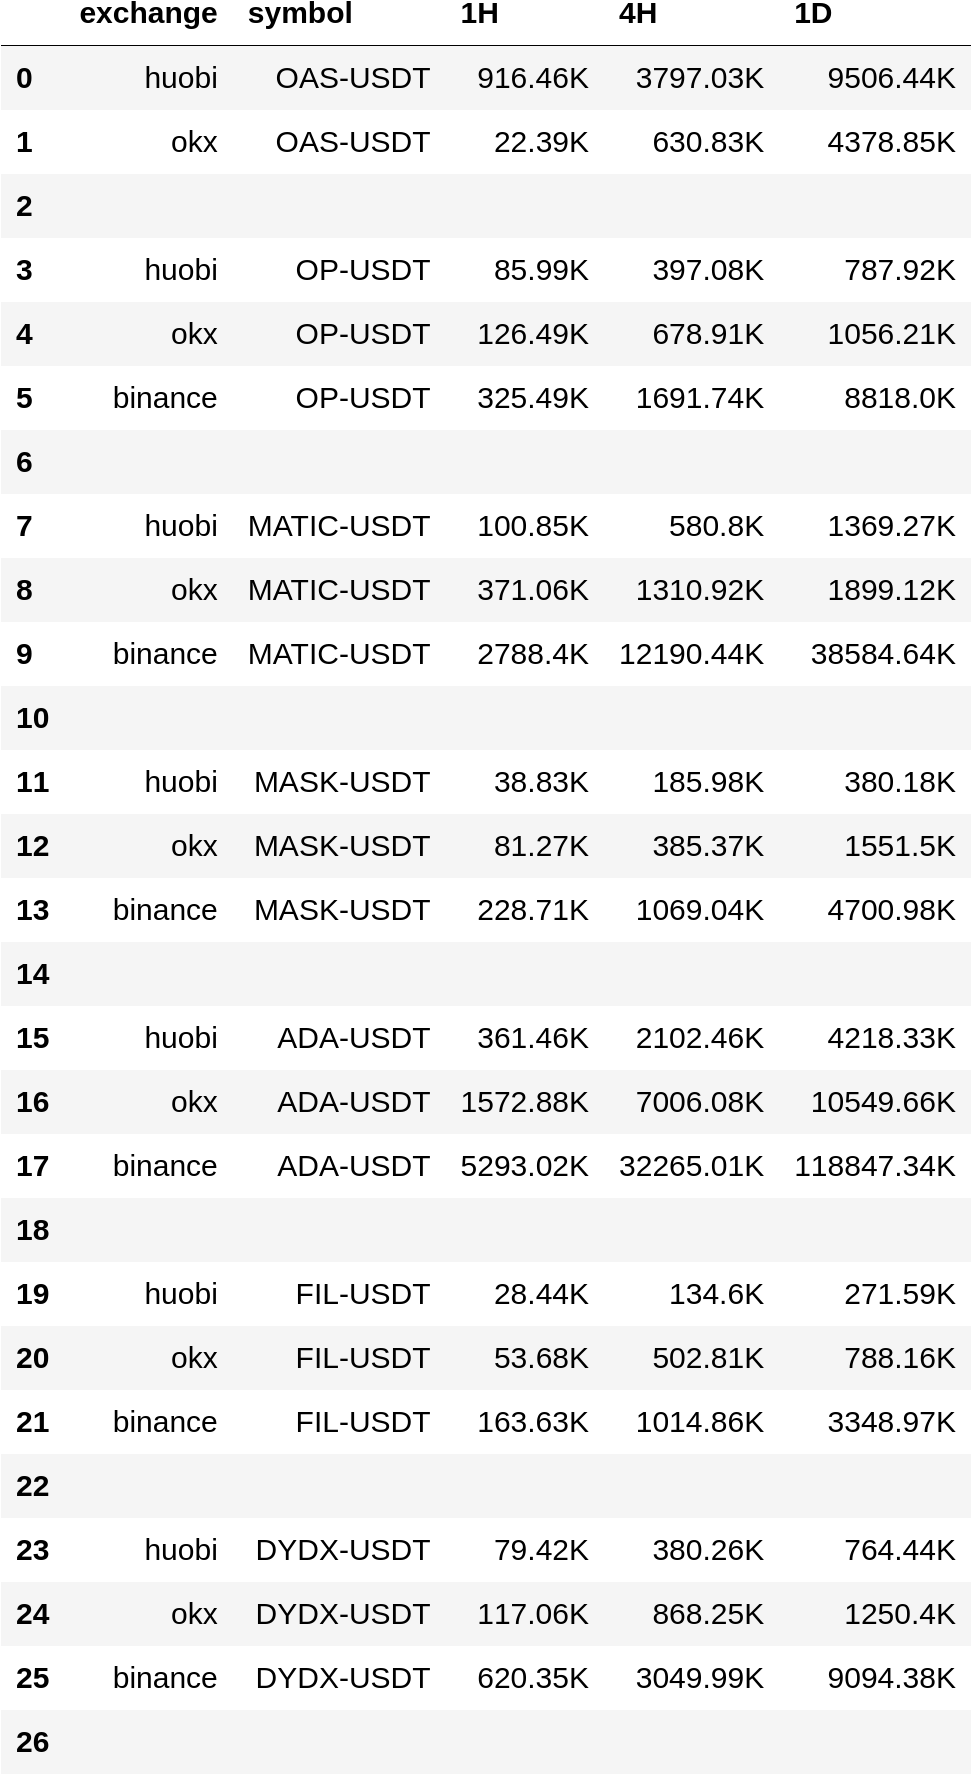 exchange symbol 1H 4H 1D
0 huobi OAS-USDT 916.46K 3797.03K 9506.44K
1 okx OAS-USDT 22.39K 630.83K 4378.85K
2
3 huobi OP-USDT 85.99K 397.08K 787.92K
4 okx OP-USDT 126.49K 678.91K 1056.21K
5 binance OP-USDT 325.49K 1691.74K 8818.0K
6
7 huobi MATIC-USDT 100.85K 580.8K 1369.27K
8 okx MATIC-USDT 371.06K 1310.92K 1899.12K
9 binance MATIC-USDT 2788.4K 12190.44K 38584.64K
10
11 huobi MASK-USDT 38.83K 185.98K 380.18K
12 okx MASK-USDT 81.27K 385.37K 1551.5K
13 binance MASK-USDT 228.71K 1069.04K 4700.98K
14
15 huobi ADA-USDT 361.46K 2102.46K 4218.33K
16 okx ADA-USDT 1572.88K 7006.08K 10549.66K
17 binance ADA-USDT 5293.02K 32265.01K 118847.34K
18
19 huobi FIL-USDT 28.44K 134.6K 271.59K
20 okx FIL-USDT 53.68K 502.81K 788.16K
21 binance FIL-USDT 163.63K 1014.86K 3348.97K
22
23 huobi DYDX-USDT 79.42K 380.26K 764.44K
24 okx DYDX-USDT 117.06K 868.25K 1250.4K
25 binance DYDX-USDT 620.35K 3049.99K 9094.38K
26